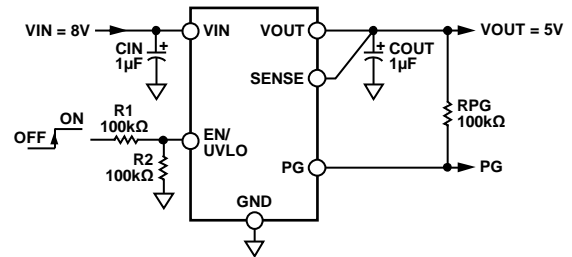 VIN = 8V
CIN
1µF
+
VIN
VOUT
+
COUT
1µF
VOUT = 5V
SENSE
RPG
100kΩ
ON
OFF
R1
100kΩ
R2
100kΩ
EN/
UVLO
PG
PG
GND